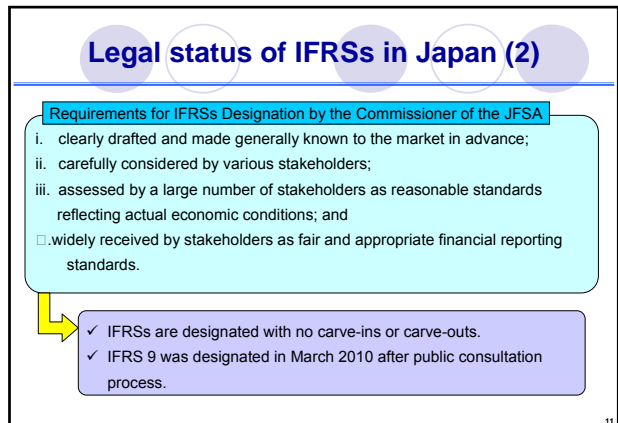 Legal status of IFRSs in Japan (2)
Requirements for IFRSs Designation by the Commissioner of the JFSA
i. clearly drafted and made generally known to the market in advance;
ii. carefully considered by various stakeholders;
iii. assessed by a large number of stakeholders as reasonable standards
reflecting actual economic conditions; and
□.widely received by stakeholders as fair and appropriate financial reporting
standards.
✓ IFRSs are designated with no carve-ins or carve-outs.
✓ IFRS 9 was designated in March 2010 after public consultation
process.
11